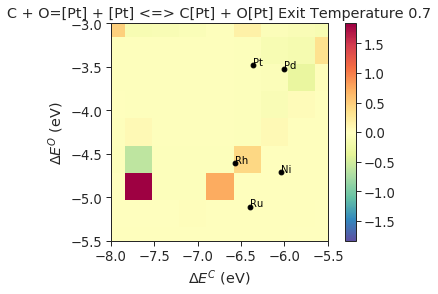 C + O=[Pt] + [Pt] <=> C[Pt] + O[Pt] Exit Temperature 0.7
−3.0
−3.5
−4.0
−4.5
−5.0
−5.5
ΔE^O (eV)
Pt
Pd
Rh
Ni
Ru
−8.0 −7.5 −7.0 −6.5 −6.0 −5.5
ΔE^C (eV)
1.5
1.0
0.5
0.0
−0.5
−1.0
−1.5